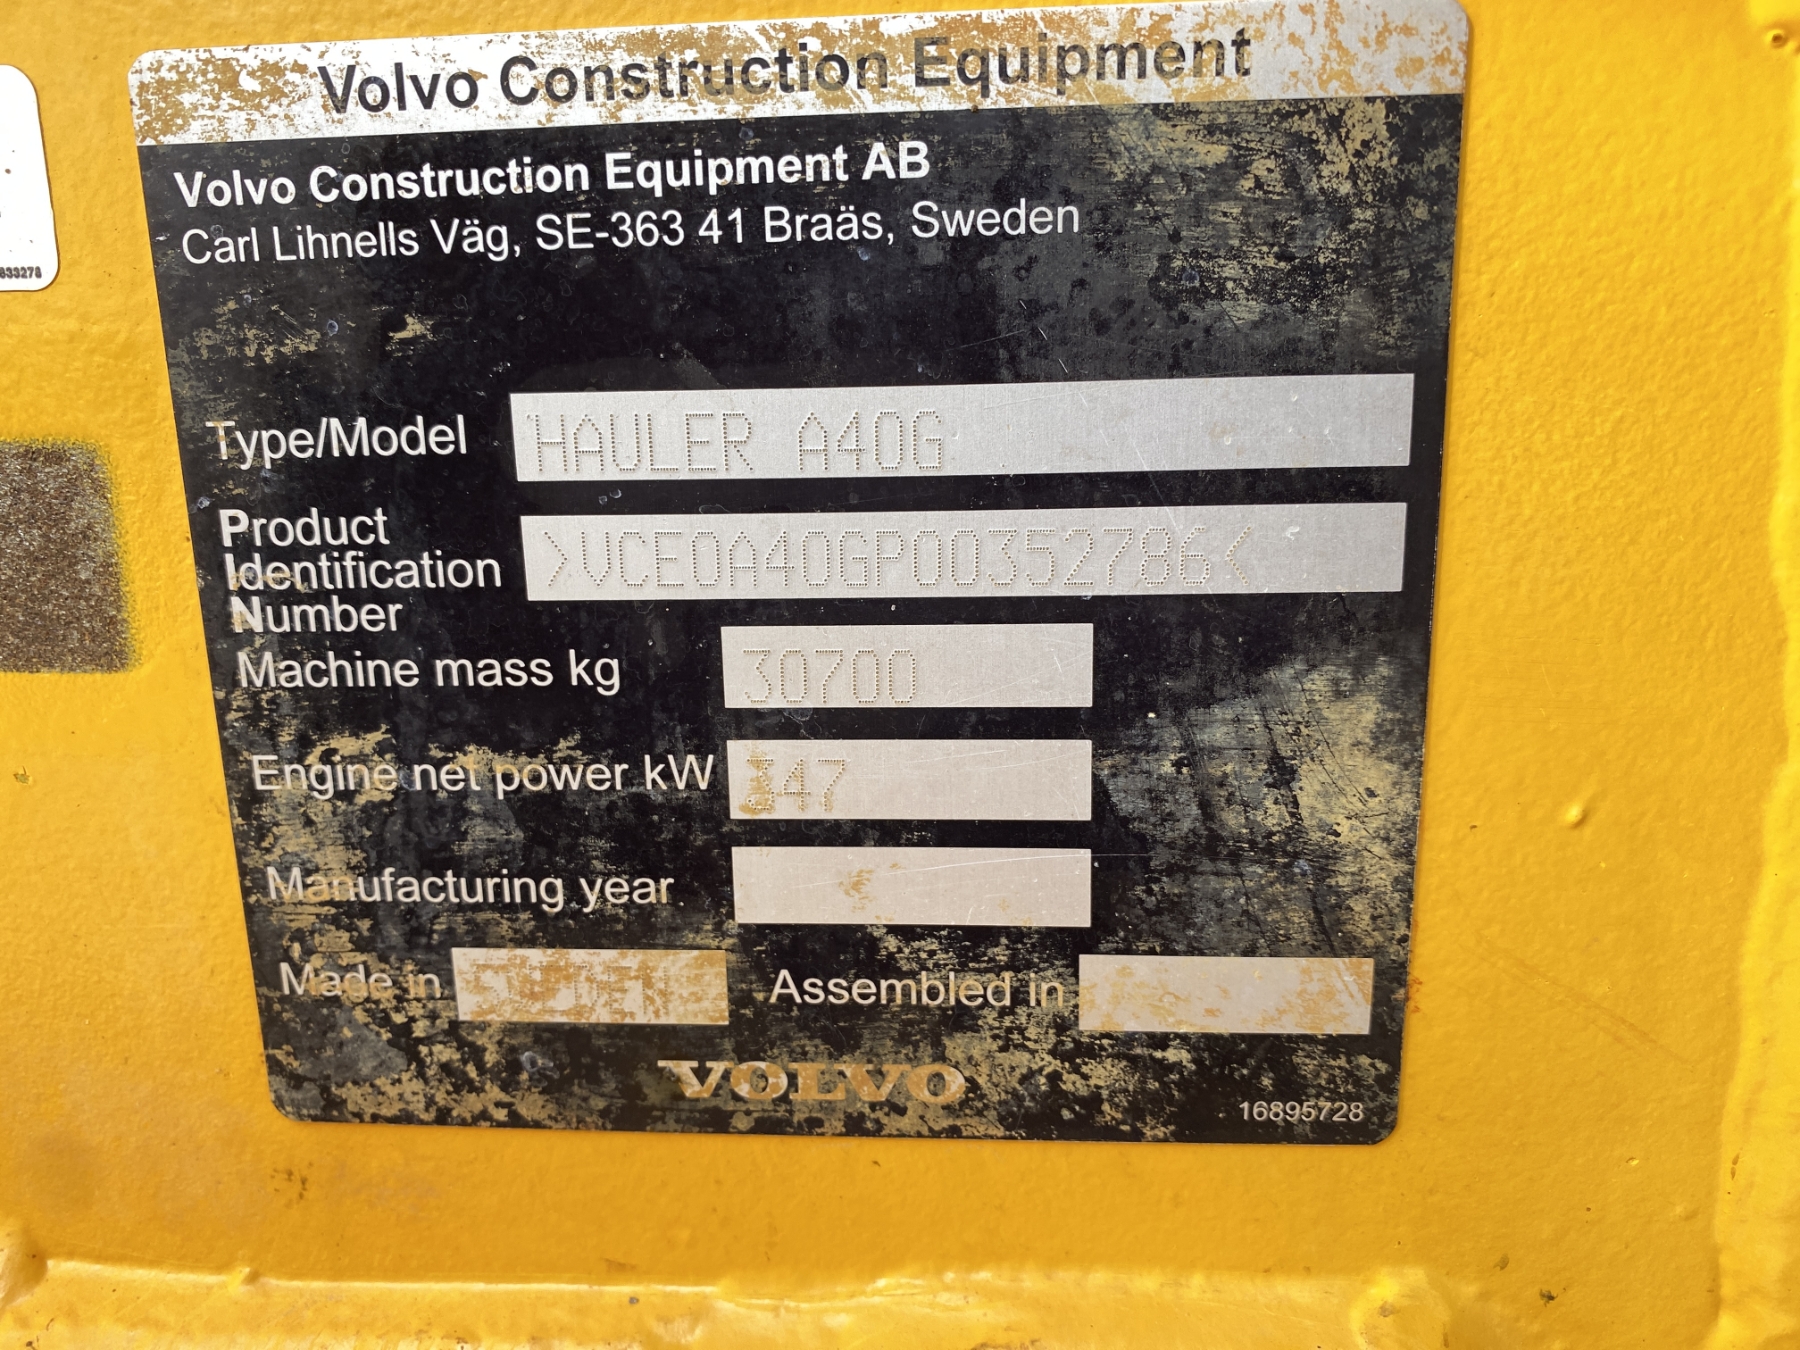 Volvo Construction Equipment
Volvo Construction Equipment AB
Carl Lihnells Väg, SE-363 41 Braäs, Sweden
Type/Model HAULER A40G
Product Identification Number >VCE0A40GP00352786<
Machine mass kg 30700
Engine net power kW 347
Manufacturing year
Made in SWEDEN Assembled in
VOLVO
16895728
833278